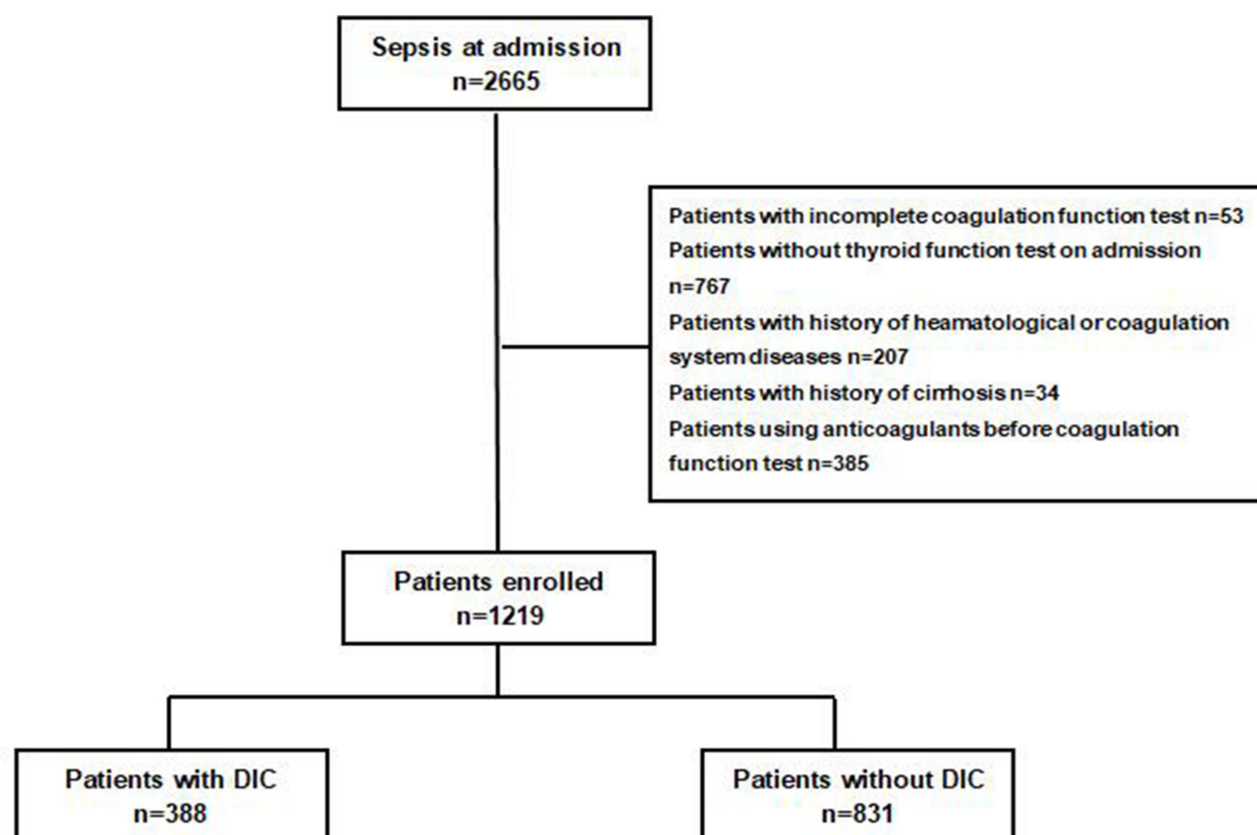 Sepsis at admission
n=2665
Patients with incomplete coagulation function test n=53
Patients without thyroid function test on admission
n=767
Patients with history of heamatological or coagulation
system diseases n=207
Patients with history of cirrhosis n=34
Patients using anticoagulants before coagulation
function test n=385
Patients enrolled
n=1219
Patients with DIC
n=388
Patients without DIC
n=831